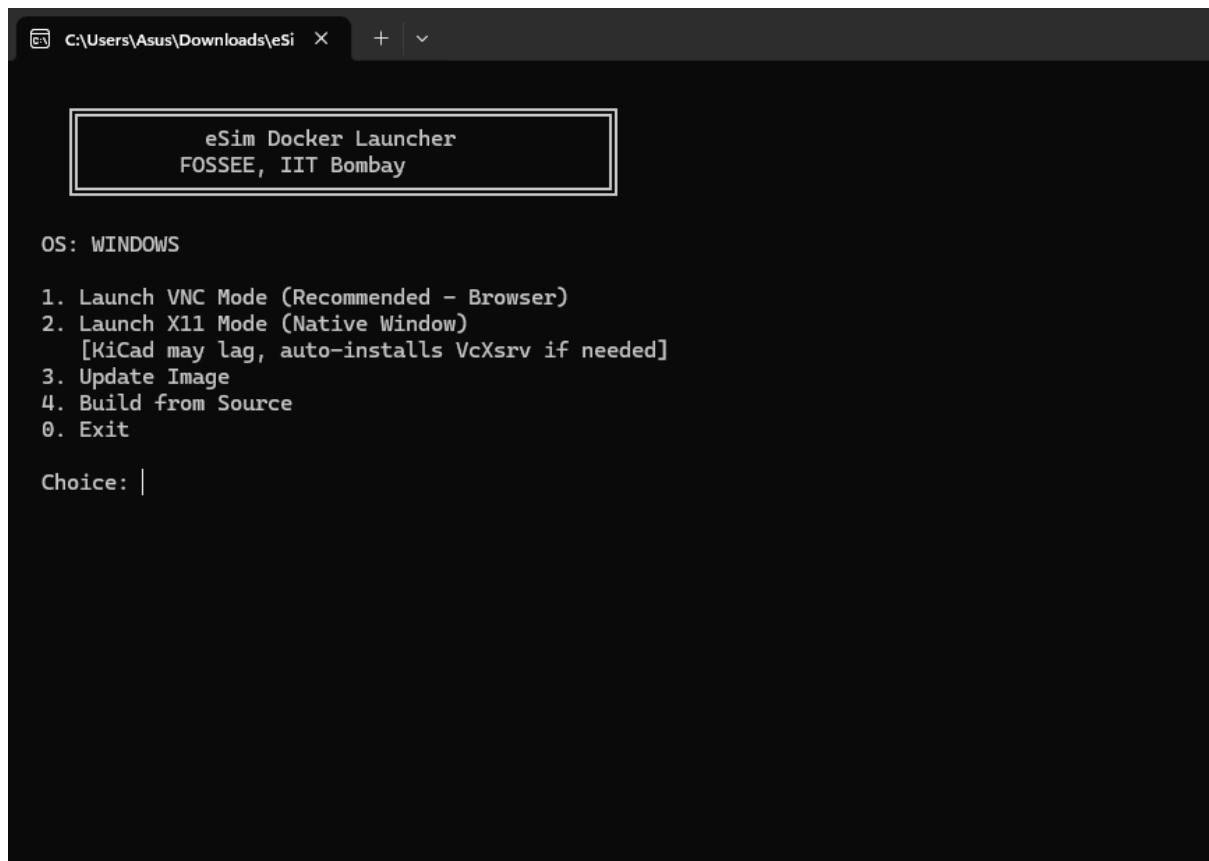 C:\Users\Asus\Downloads\eSi
eSim Docker Launcher
FOSSEE, IIT Bombay
OS: WINDOWS
1. Launch VNC Mode (Recommended - Browser)
2. Launch X11 Mode (Native Window)
[KiCad may lag, auto-installs VcXsrv if needed]
3. Update Image
4. Build from Source
0. Exit
Choice: